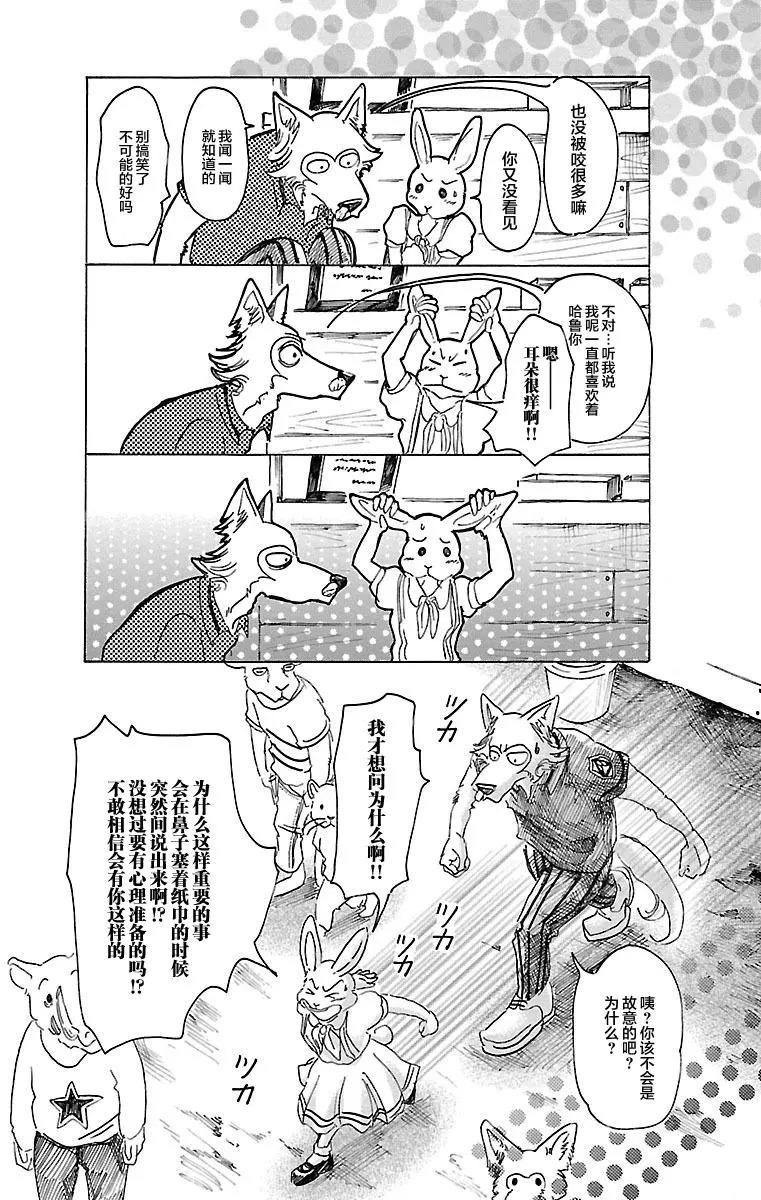 也没被咬很多嘛
你又没看见
我闻一闻
就知道的
别搞笑了
不可能的好吗
不对…听我说
我呢一直都喜欢着
哈鲁你
嗯——
耳朵很痒啊!!
ツカ
ツカ
我才想问为什么啊!!
为什么这样重要的事
会在鼻子塞着纸巾的时候
突然间说出来啊!?
没想过要有心理准备的吗!?
不敢相信会有你这样的
咦?你该不会是
故意的吧?
为什么?
ツカ
ツカ